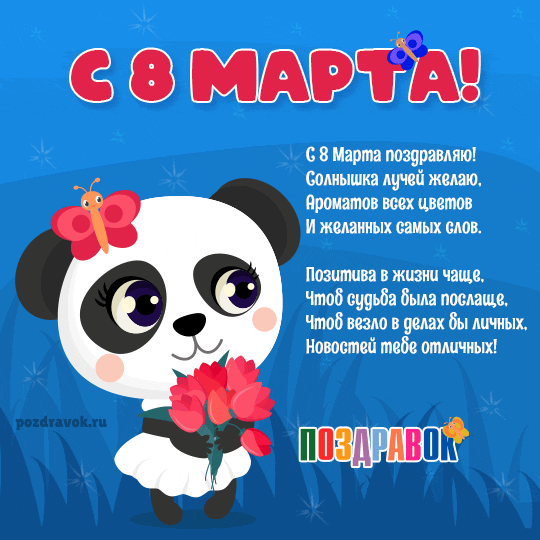 С 8 МАРТА!
С 8 Марта поздравляю!
Солнышка лучей желаю,
Ароматов всех цветов
И желанных самых слов.
Позитива в жизни чаще,
Чтоб судьба была послаще,
Чтоб везло в делах бы личных,
Новостей тебе отличных!
pozdravok.ru
ПОЗДРАВОК